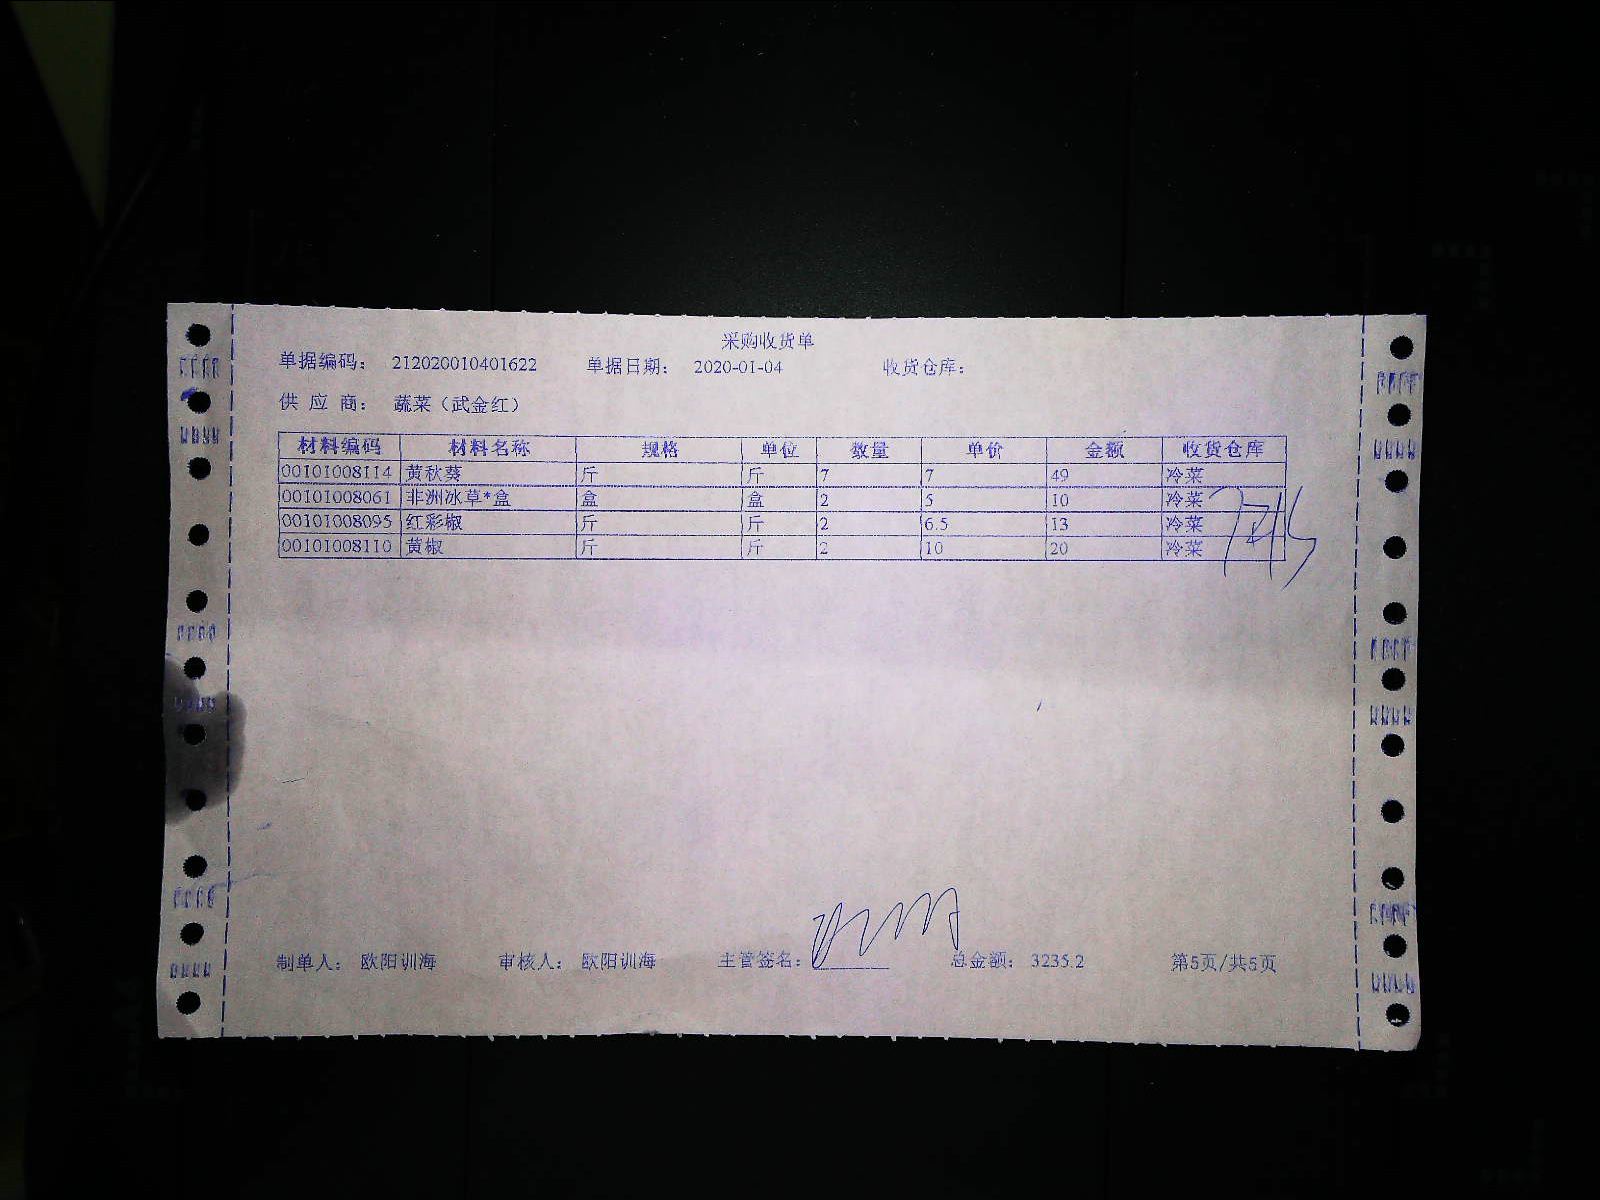 采购收货单
单据编码： 212020010401622 单据日期： 2020-01-04 收货仓库：
供 应 商： 蔬菜（武金红）
材料编码 材料名称 规格 单位 数量 单价 金额 收货仓库
00101008114 黄秋葵 斤 斤 7 7 49 冷菜
00101008061 非洲冰草*盒 盒 盒 2 5 10 冷菜
00101008095 红彩椒 斤 斤 2 6.5 13 冷菜
00101008110 黄椒 斤 斤 2 10 20 冷菜
制单人： 欧阳训海 审核人： 欧阳训海 主管签名： 总金额： 3235.2 第5页/共5页